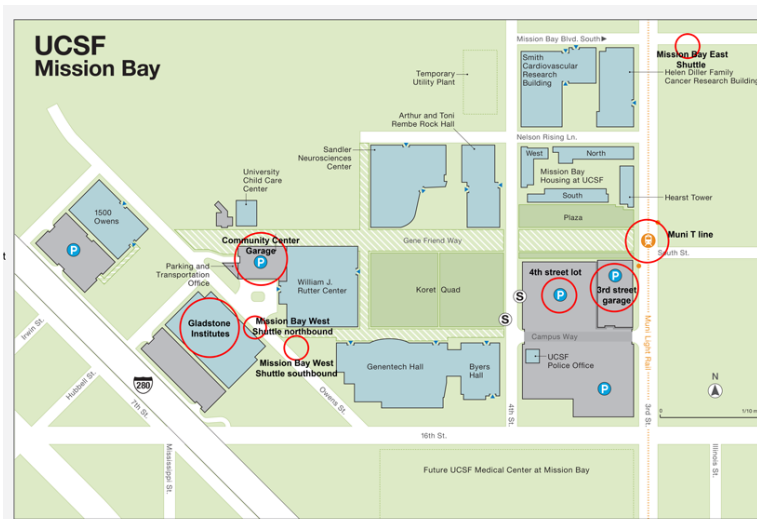 UCSF
Mission Bay
Mission Bay Blvd. South
Mission Bay East
Shuttle
Smith
Cardiovascular
Research
Building
Helen Diller Family
Cancer Research Building
Temporary
Utility Plant
Arthur and Toni
Rembe Rock Hall
Nelson Rising Ln.
Sandler
Neurosciences
Center
West
North
Mission Bay
Housing at UCSF
South
Hearst Tower
University
Child Care
Center
1500
Owens
P
Plaza
Muni T line
Community Center
Garage
P
Gene Friend Way
South St.
t
Parking and
Transportation
Office
William J.
Rutter Center
Koret Quad
4th street lot
P
P
3rd street
garage
S
S
Gladstone
Institutes
Mission Bay West
Shuttle northbound
Mission Bay West
Shuttle southbound
Genentech Hall
Byers
Hall
Campus Way
UCSF
Police Office
P
Muni Light Rail
N
0
1/10 m
Irwin St.
Hubbell St.
280
7th St.
Owens St.
4th St.
3rd St.
16th St.
Mississippi St.
Illinois St.
Future UCSF Medical Center at Mission Bay